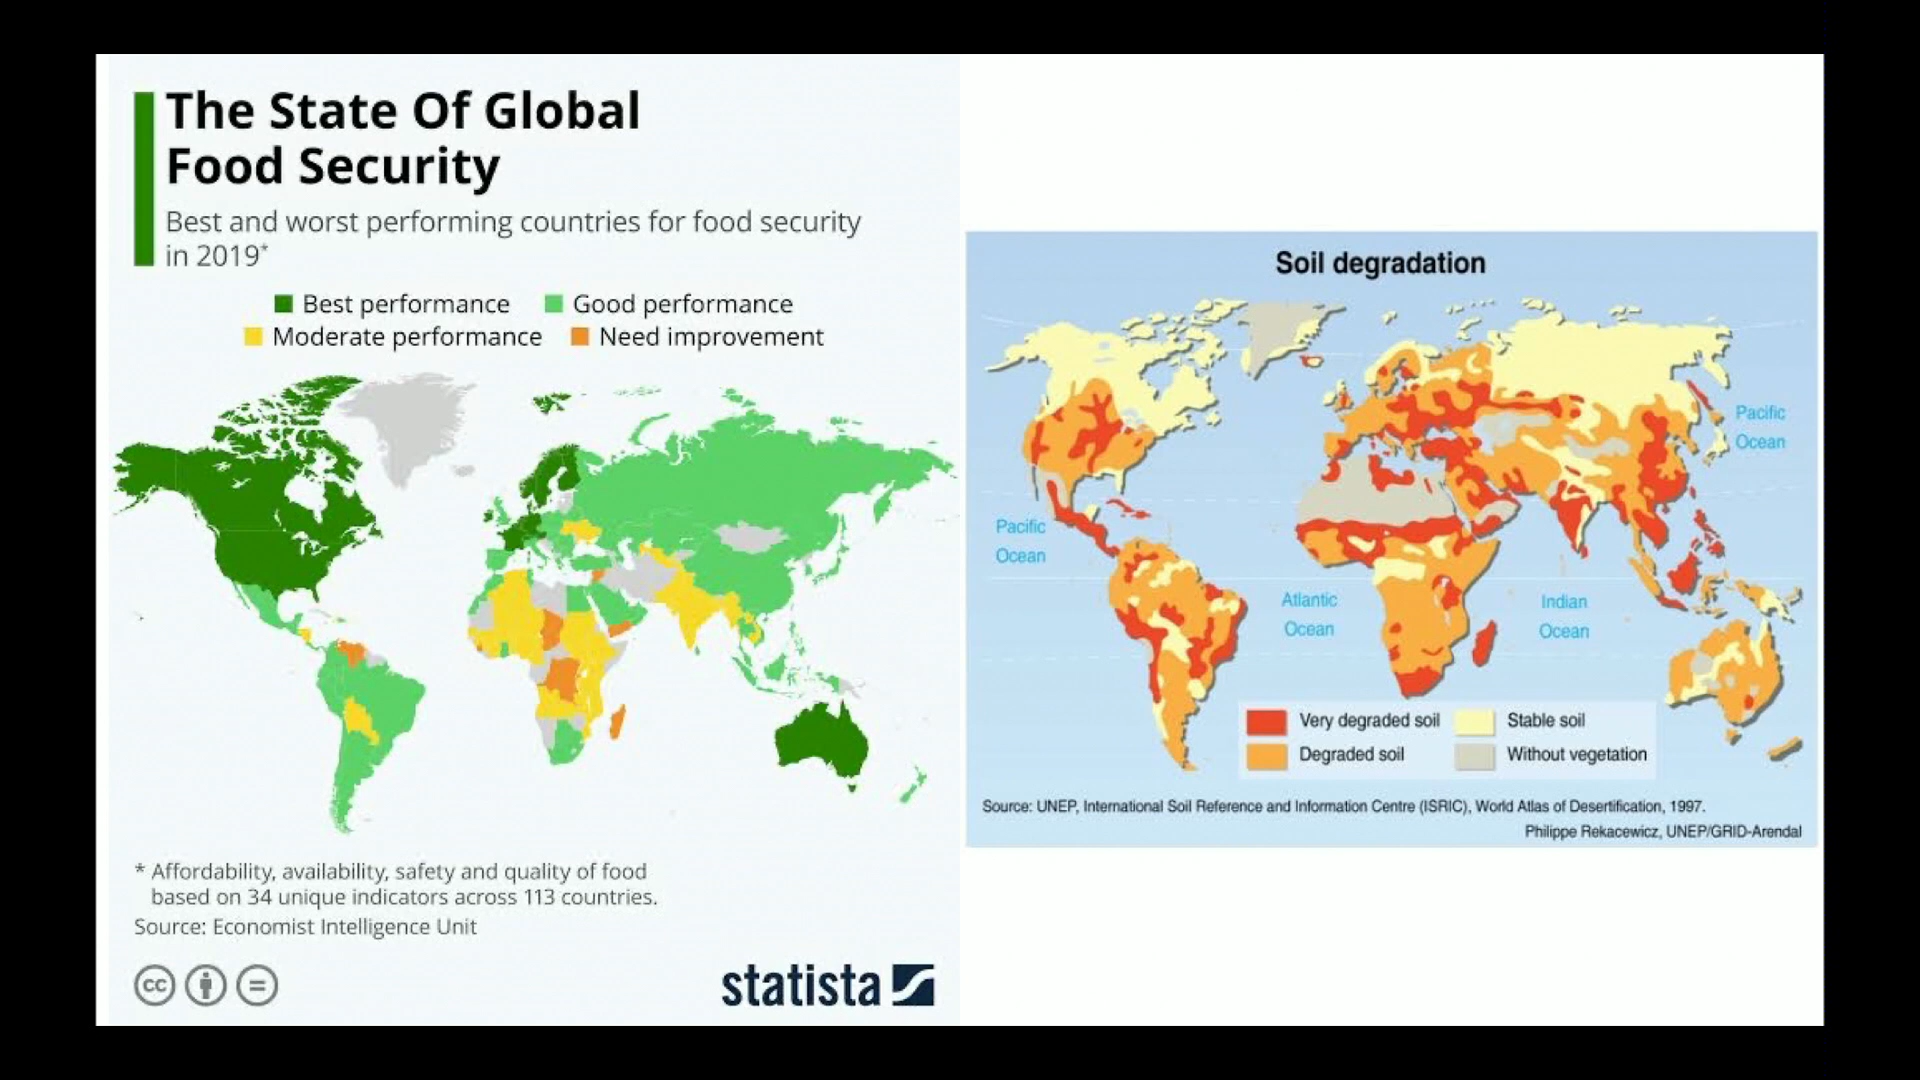 The State Of Global
Food Security
Best and worst performing countries for food security
in 2019*
Best performance
Good performance
Moderate performance
Need improvement
* Affordability, availability, safety and quality of food
based on 34 unique indicators across 113 countries.
Source: Economist Intelligence Unit
cc
statista
Soil degradation
Pacific
Ocean
Pacific
Ocean
Atlantic
Ocean
Indian
Ocean
Very degraded soil
Stable soil
Degraded soil
Without vegetation
Source: UNEP, International Soil Reference and Information Centre (ISRIC), World Atlas of Desertification, 1997.
Philippe Rekacewicz, UNEP/GRID-Arendal